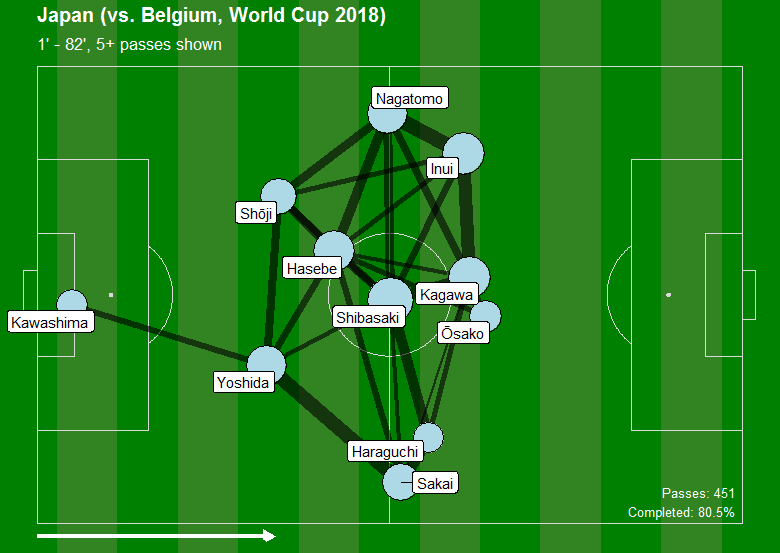 Japan (vs. Belgium, World Cup 2018)
1' - 82', 5+ passes shown
Nagatomo
Inui
Shōji
Hasebe
Kagawa
Shibasaki
Kawashima
Ōsako
Yoshida
Haraguchi
Sakai
Passes: 451
Completed: 80.5%